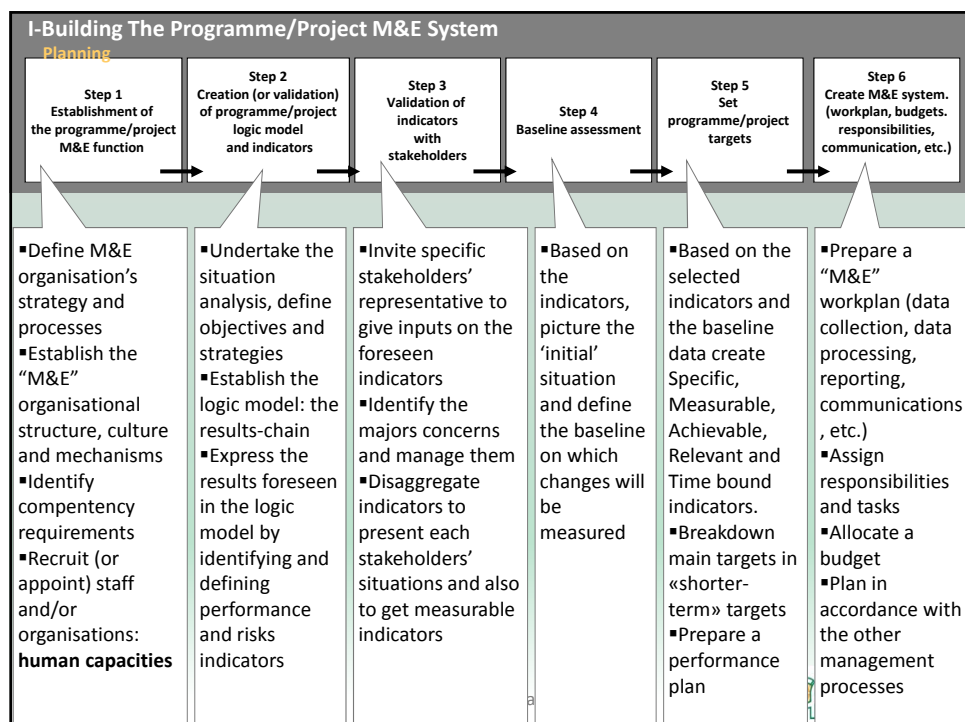 I-Building The Programme/Project M&E System
Planning
Step 1
Establishment of
the programme/project
M&E function
Step 2
Creation (or validation)
of programme/project
logic model
and indicators
Step 3
Validation of
indicators
with
stakeholders
Step 4
Baseline assessment
Step 5
Set
programme/project
targets
Step 6
Create M&E system.
(workplan, budgets.
responsibilities,
communication, etc.)
▪Define M&E
organisation’s
strategy and
processes
▪Establish the
“M&E”
organisational
structure, culture
and mechanisms
▪Identify
compentency
requirements
▪Recruit (or
appoint) staff
and/or
organisations:
human capacities
▪Undertake the
situation
analysis, define
objectives and
strategies
▪Establish the
logic model: the
results-chain
▪Express the
results foreseen
in the logic
model by
identifying and
defining
performance
and risks
indicators
▪Invite specific
stakeholders’
representative to
give inputs on the
foreseen
indicators
▪Identify the
majors concerns
and manage them
▪Disaggregate
indicators to
present each
stakeholders’
situations and also
to get measurable
indicators
▪Based on
the
indicators,
picture the
‘initial’
situation
and define
the baseline
on which
changes will
be
measured
▪Based on the
selected
indicators and
the baseline
data create
Specific,
Measurable,
Achievable,
Relevant and
Time bound
indicators.
▪Breakdown
main targets in
«shorter-
term» targets
▪Prepare a
performance
plan
▪Prepare a
“M&E”
workplan (data
collection, data
processing,
reporting,
communications
, etc.)
▪Assign
responsibilities
and tasks
▪Allocate a
budget
▪Plan in
accordance with
the other
management
processes